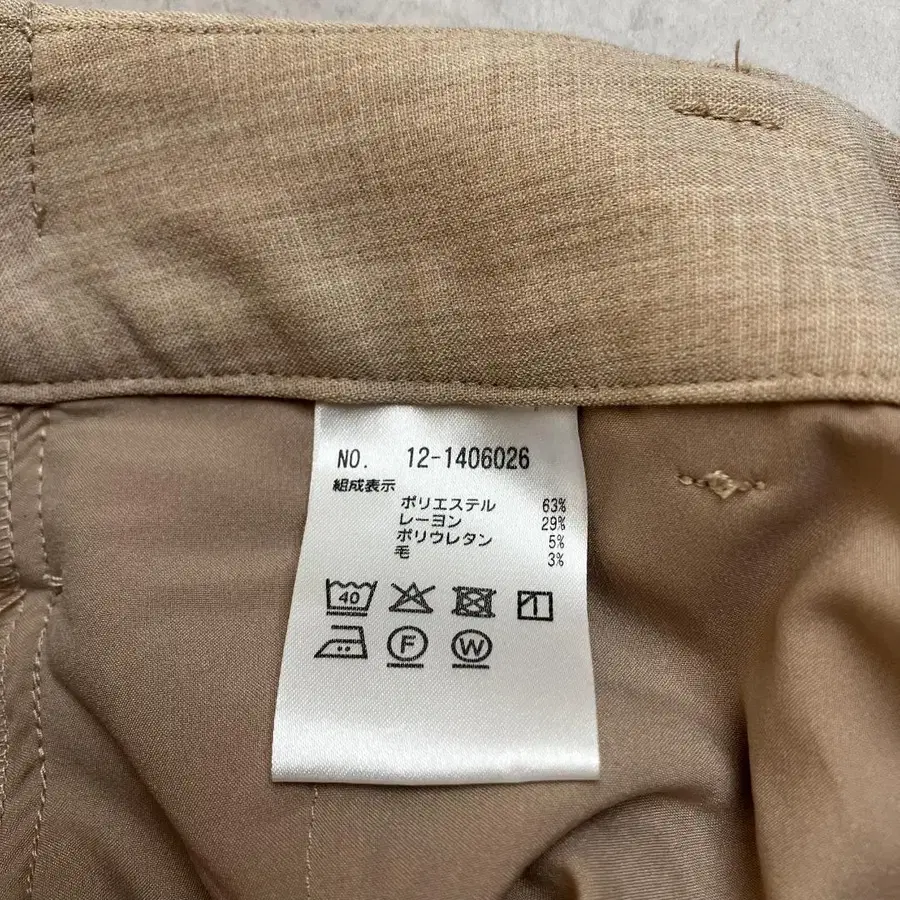 NO. 12-1406026
組成表示
ポリエステル 63%
レーヨン 29%
ポリウレタン 5%
毛 3%
40
F W